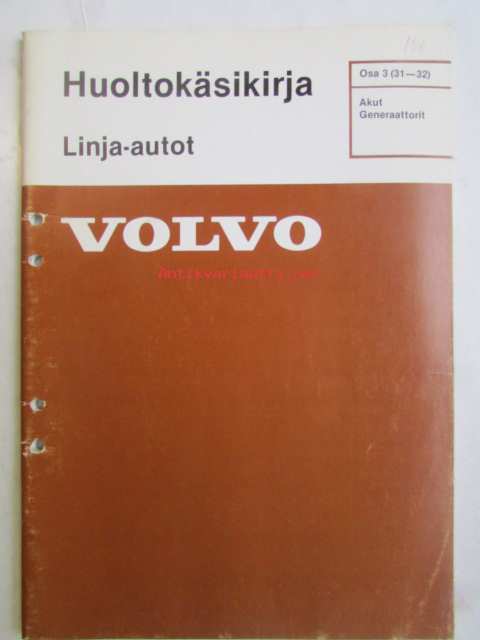 Huoltokäsikirja
Linja-autot
Osa 3 (31—32)
Akut
Generaattorit
VOLVO